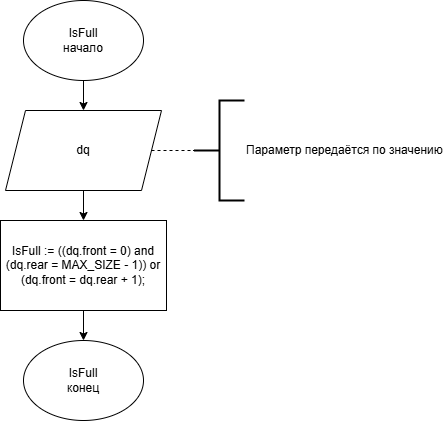 IsFull
начало
dq
Параметр передаётся по значению
IsFull := ((dq.front = 0) and
(dq.rear = MAX_SIZE - 1)) or
(dq.front = dq.rear + 1);
IsFull
конец